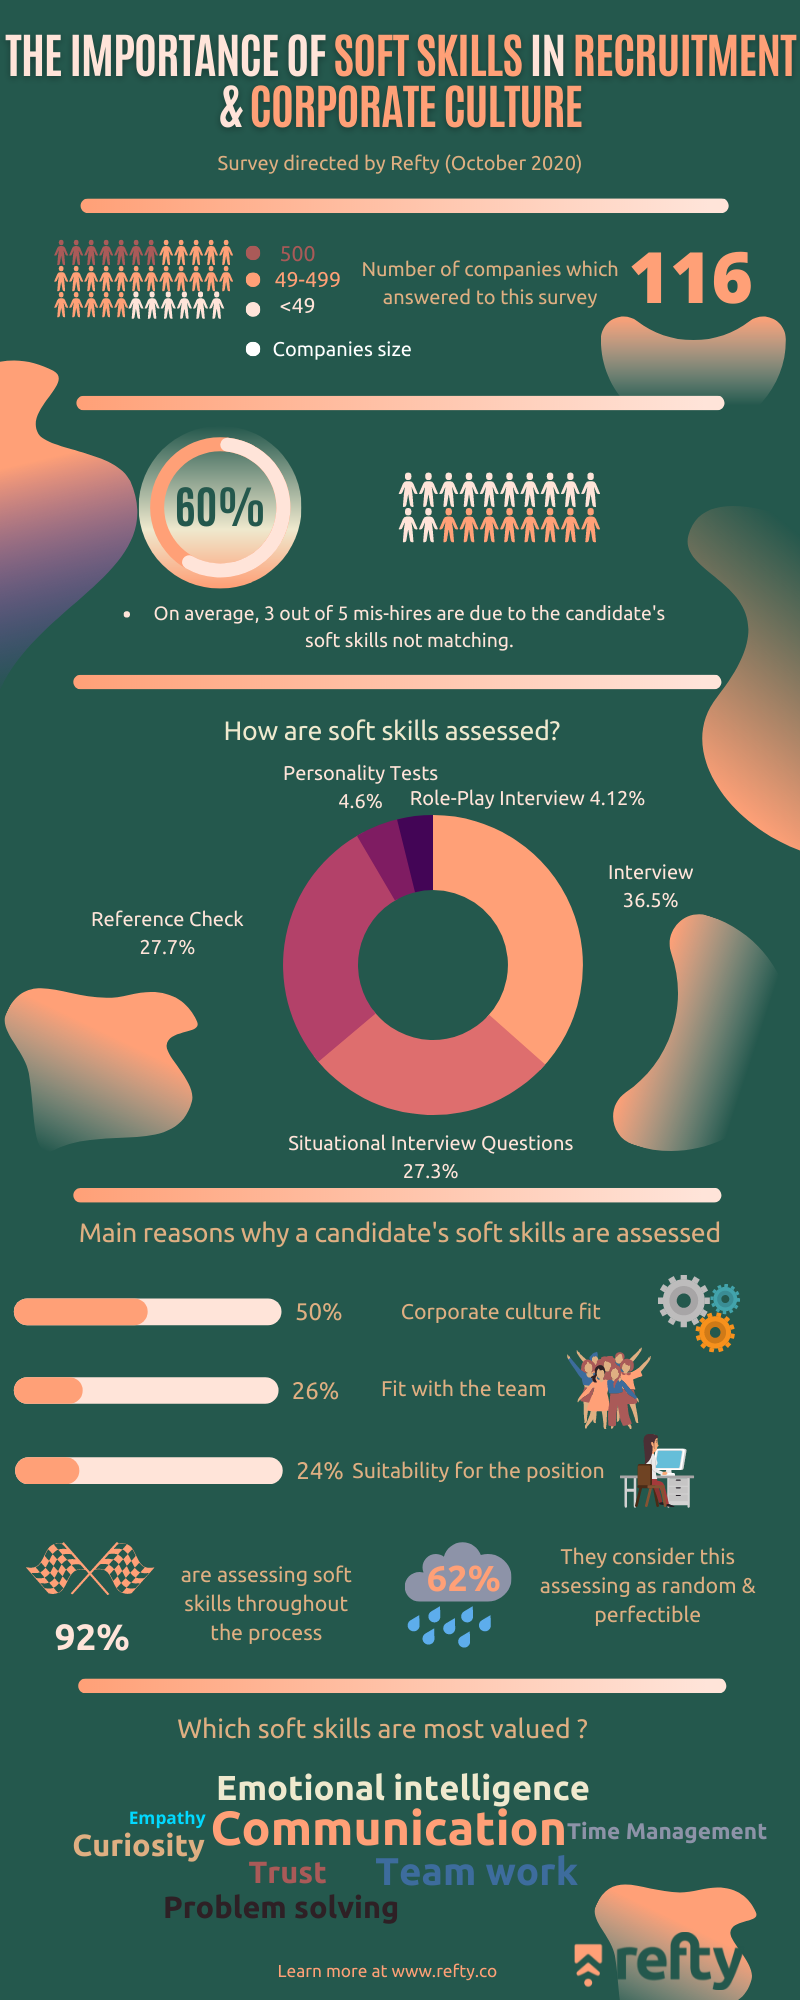 THE IMPORTANCE OF SOFT SKILLS IN RECRUITMENT
& CORPORATE CULTURE
Survey directed by Refty (October 2020)
500
49-499
<49
Companies size
Number of companies which
answered to this survey
116
60%
• On average, 3 out of 5 mis-hires are due to the candidate's
soft skills not matching.
How are soft skills assessed?
Personality Tests
4.6%
Role-Play Interview 4.12%
Interview
36.5%
Reference Check
27.7%
Situational Interview Questions
27.3%
Main reasons why a candidate's soft skills are assessed
50% Corporate culture fit
26% Fit with the team
24% Suitability for the position
92%
are assessing soft
skills throughout
the process
62%
They consider this
assessing as random &
perfectible
Which soft skills are most valued ?
Emotional intelligence
Empathy
Curiosity
Communication
Time Management
Trust
Team work
Problem solving
Learn more at www.refty.co
refty